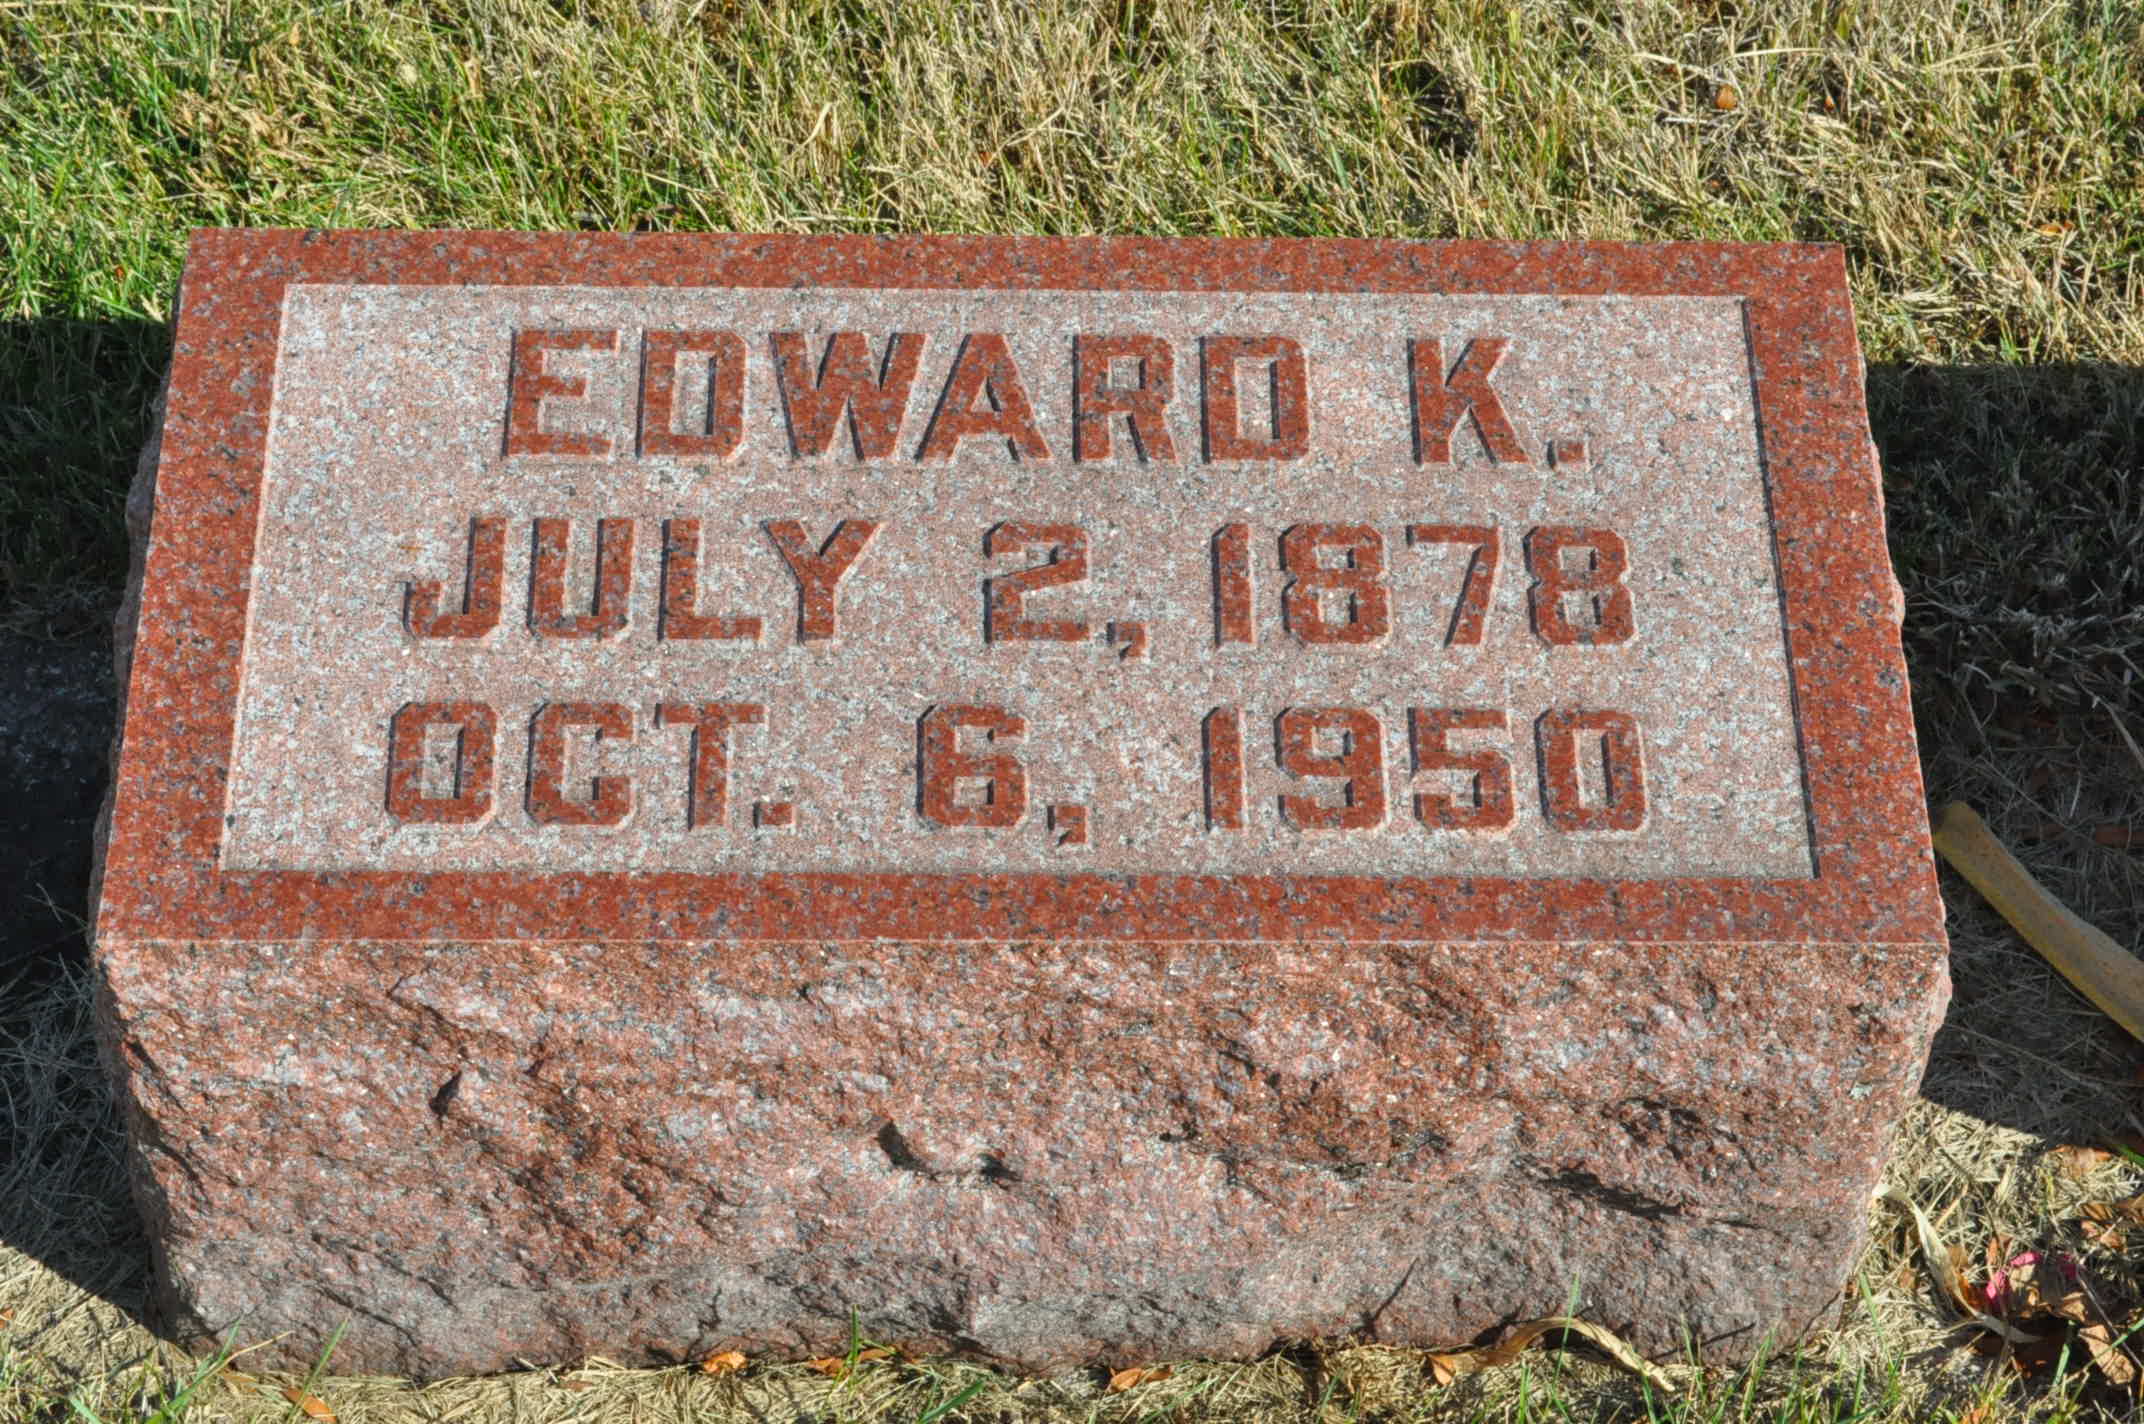 EDWARD K.
JULY 2, 1878
OCT. 6, 1950